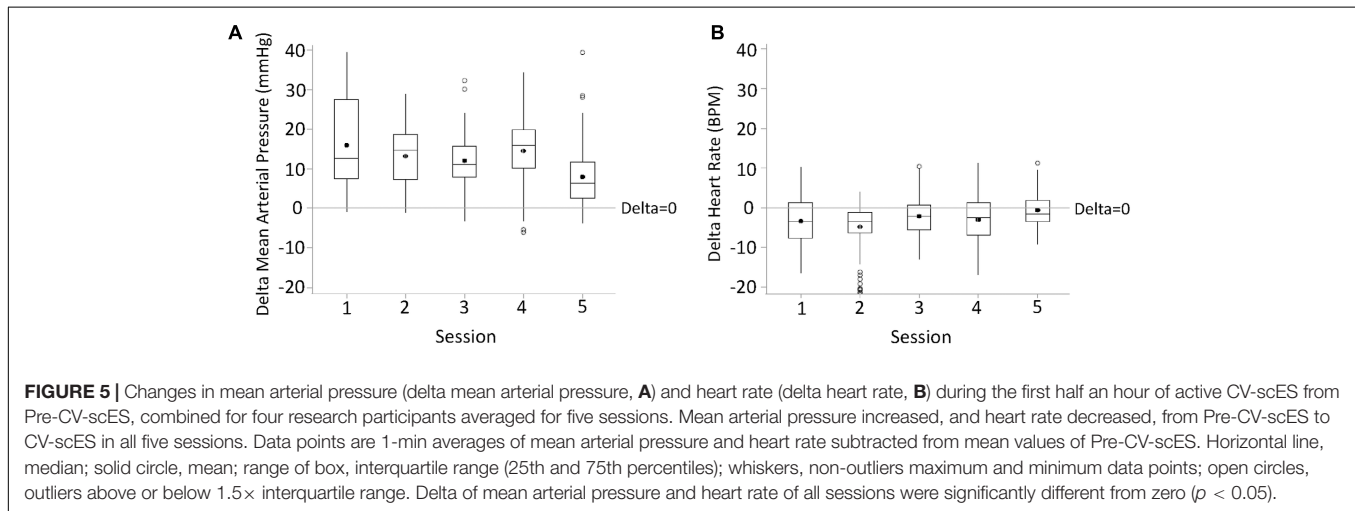 A
Delta Mean Arterial Pressure (mmHg)
40
30
20
10
0
-10
-20
Delta=0
1 2 3 4 5
Session
B
Delta Heart Rate (BPM)
40
30
20
10
0
-10
-20
Delta=0
1 2 3 4 5
Session
FIGURE 5 | Changes in mean arterial pressure (delta mean arterial pressure, A) and heart rate (delta heart rate, B) during the first half an hour of active CV-scES from
Pre-CV-scES, combined for four research participants averaged for five sessions. Mean arterial pressure increased, and heart rate decreased, from Pre-CV-scES to
CV-scES in all five sessions. Data points are 1-min averages of mean arterial pressure and heart rate subtracted from mean values of Pre-CV-scES. Horizontal line,
median; solid circle, mean; range of box, interquartile range (25th and 75th percentiles); whiskers, non-outliers maximum and minimum data points; open circles,
outliers above or below 1.5× interquartile range. Delta of mean arterial pressure and heart rate of all sessions were significantly different from zero (p < 0.05).